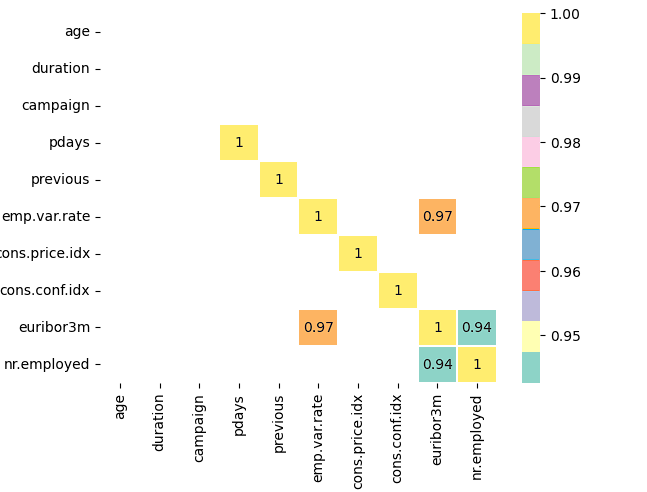 age
duration
campaign
pdays 1
previous 1
emp.var.rate 1 0.97
cons.price.idx 1
cons.conf.idx 1
euribor3m 0.97 1 0.94
nr.employed 0.94 1
age
duration
campaign
pdays
previous
emp.var.rate
cons.price.idx
cons.conf.idx
euribor3m
nr.employed
1.00
0.99
0.98
0.97
0.96
0.95